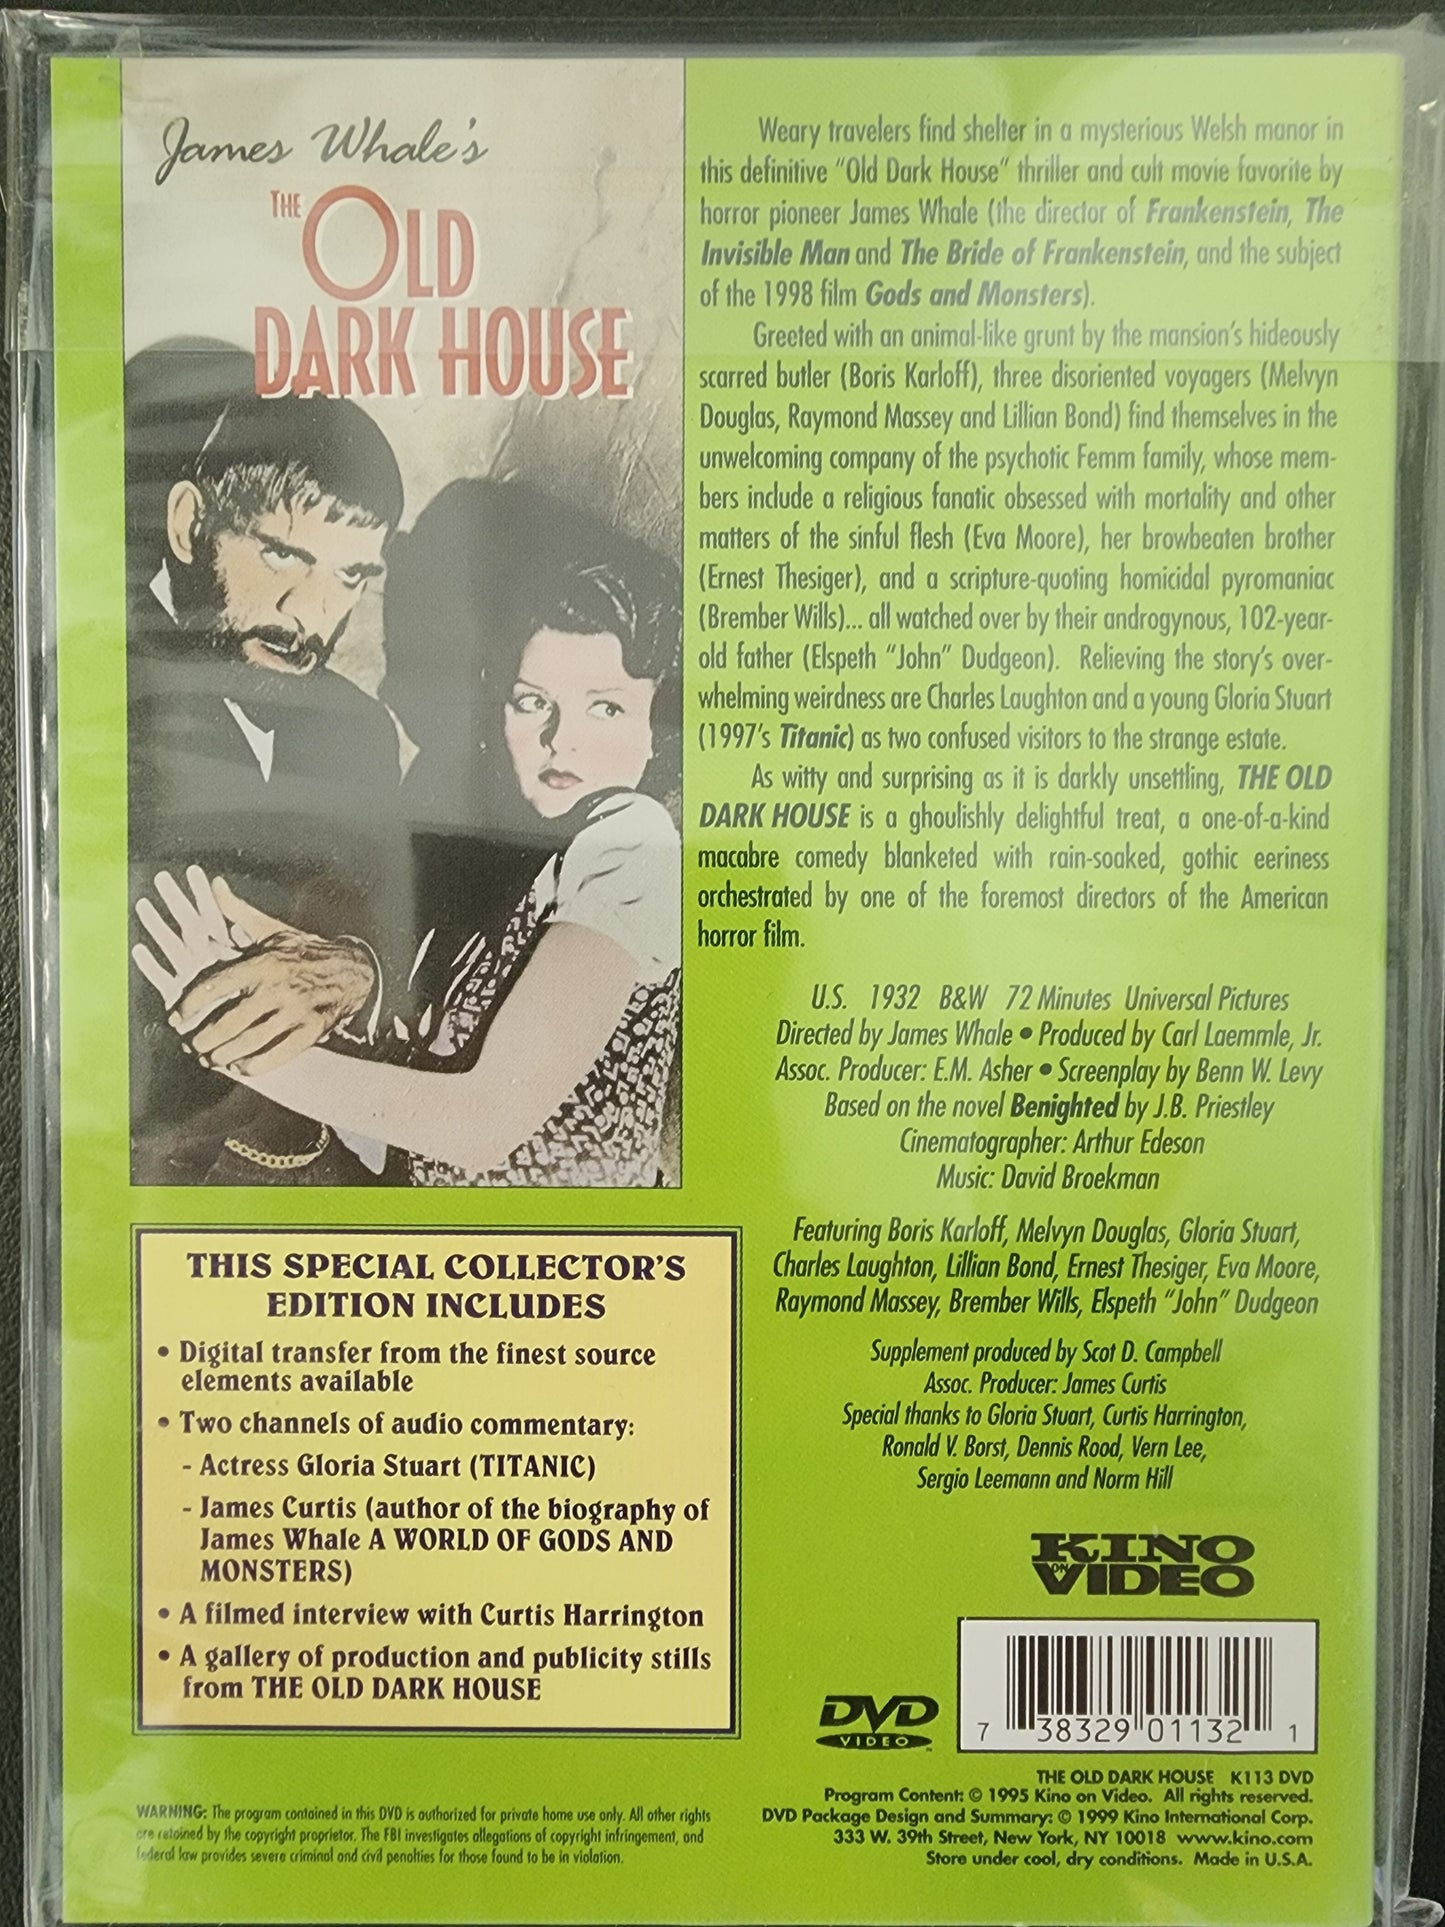 James Whale's
THE
OLD
DARK HOUSE
Weary travelers find shelter in a mysterious Welsh manor in
this definitive "Old Dark House" thriller and cult movie favorite by
horror pioneer James Whale (the director of Frankenstein, The
Invisible Man and The Bride of Frankenstein, and the subject
of the 1998 film Gods and Monsters).
Greeted with an animal-like grunt by the mansion's hideously
scarred butler (Boris Karloff), three disoriented voyagers (Melvyn
Douglas, Raymond Massey and Lillian Bond) find themselves in the
unwelcoming company of the psychotic Femm family, whose mem-
bers include a religious fanatic obsessed with mortality and other
matters of the sinful flesh (Eva Moore), her browbeaten brother
(Ernest Thesiger), and a scripture-quoting homicidal pyromaniac
(Brember Wills)... all watched over by their androgynous, 102-year-
old father (Elspeth "John" Dudgeon). Relieving the story's over-
whelming weirdness are Charles Laughton and a young Gloria Stuart
(1997's Titanic) as two confused visitors to the strange estate.
As witty and surprising as it is darkly unsettling, THE OLD
DARK HOUSE is a ghoulishly delightful treat, a one-of-a-kind
macabre comedy blanketed with rain-soaked, gothic eeriness
orchestrated by one of the foremost directors of the American
horror film.
U.S. 1932 B&W 72 Minutes Universal Pictures
Directed by James Whale • Produced by Carl Laemmle, Jr.
Assoc. Producer: E.M. Asher • Screenplay by Benn W. Levy
Based on the novel Benighted by J.B. Priestley
Cinematographer: Arthur Edeson
Music: David Broekman
Featuring Boris Karloff, Melvyn Douglas, Gloria Stuart,
Charles Laughton, Lillian Bond, Ernest Thesiger, Eva Moore,
Raymond Massey, Brember Wills, Elspeth "John" Dudgeon
Supplement produced by Scot D. Campbell
Assoc. Producer: James Curtis
Special thanks to Gloria Stuart, Curtis Harrington,
Ronald V. Borst, Dennis Rood, Vern Lee,
Sergio Leemann and Norm Hill
THIS SPECIAL COLLECTOR'S
EDITION INCLUDES
• Digital transfer from the finest source
elements available
• Two channels of audio commentary:
- Actress Gloria Stuart (TITANIC)
- James Curtis (author of the biography of
James Whale A WORLD OF GODS AND
MONSTERS)
• A filmed interview with Curtis Harrington
• A gallery of production and publicity stills
from THE OLD DARK HOUSE
KINO
ON
VIDEO
DVD
VIDEO™
7 38329 01132 1
THE OLD DARK HOUSE K113 DVD
Program Content: © 1995 Kino on Video. All rights reserved.
DVD Package Design and Summary: © 1999 Kino International Corp.
333 W. 39th Street, New York, NY 10018 www.kino.com
Store under cool, dry conditions. Made in U.S.A.
WARNING: The program contained in this DVD is authorized for private home use only. All other rights
are retained by the copyright proprietor. The FBI investigates allegations of copyright infringement, and
federal law provides severe criminal and civil penalties for those found to be in violation.